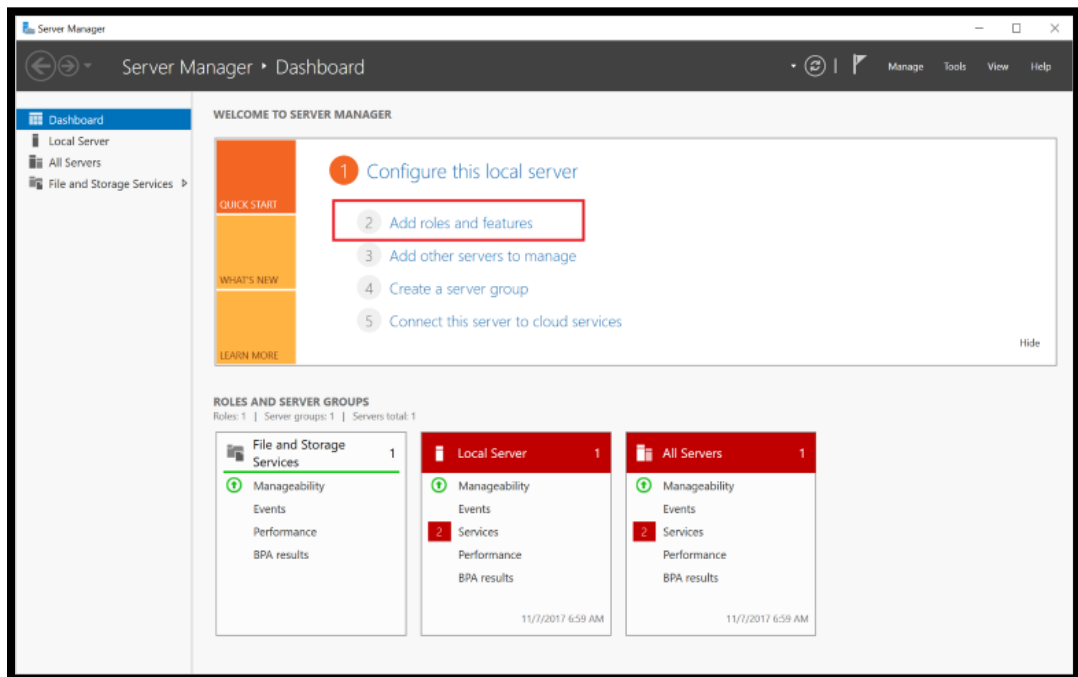 Server Manager
Server Manager • Dashboard
Manage Tools View Help
Dashboard
Local Server
All Servers
File and Storage Services
WELCOME TO SERVER MANAGER
QUICK START
WHAT'S NEW
LEARN MORE
1 Configure this local server
2 Add roles and features
3 Add other servers to manage
4 Create a server group
5 Connect this server to cloud services
Hide
ROLES AND SERVER GROUPS
Roles: 1 | Server groups: 1 | Servers total: 1
File and Storage
Services
1
Manageability
Events
Performance
BPA results
Local Server 1
Manageability
Events
2 Services
Performance
BPA results
11/7/2017 6:59 AM
All Servers 1
Manageability
Events
2 Services
Performance
BPA results
11/7/2017 6:59 AM